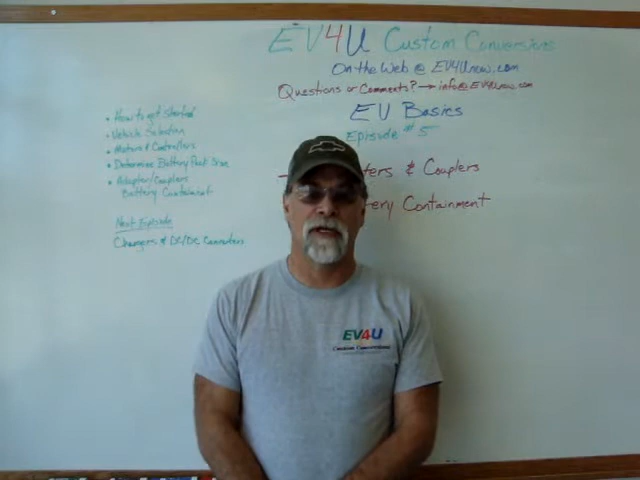 EV4U Custom Conversions
On the Web @ EV4Unow.com
Questions or Comments? → info@EV4Unow.com
EV Basics
Episode #5
ters & Couplers
ery Containment
• How to get Started
• Vehicle Selection
• Motors & Controllers
• Determine Battery Pack Size
• Adapter/Couplers
Battery Containment
Next Episode
Chargers & DC/DC Converters
EV4U
Custom Conversions